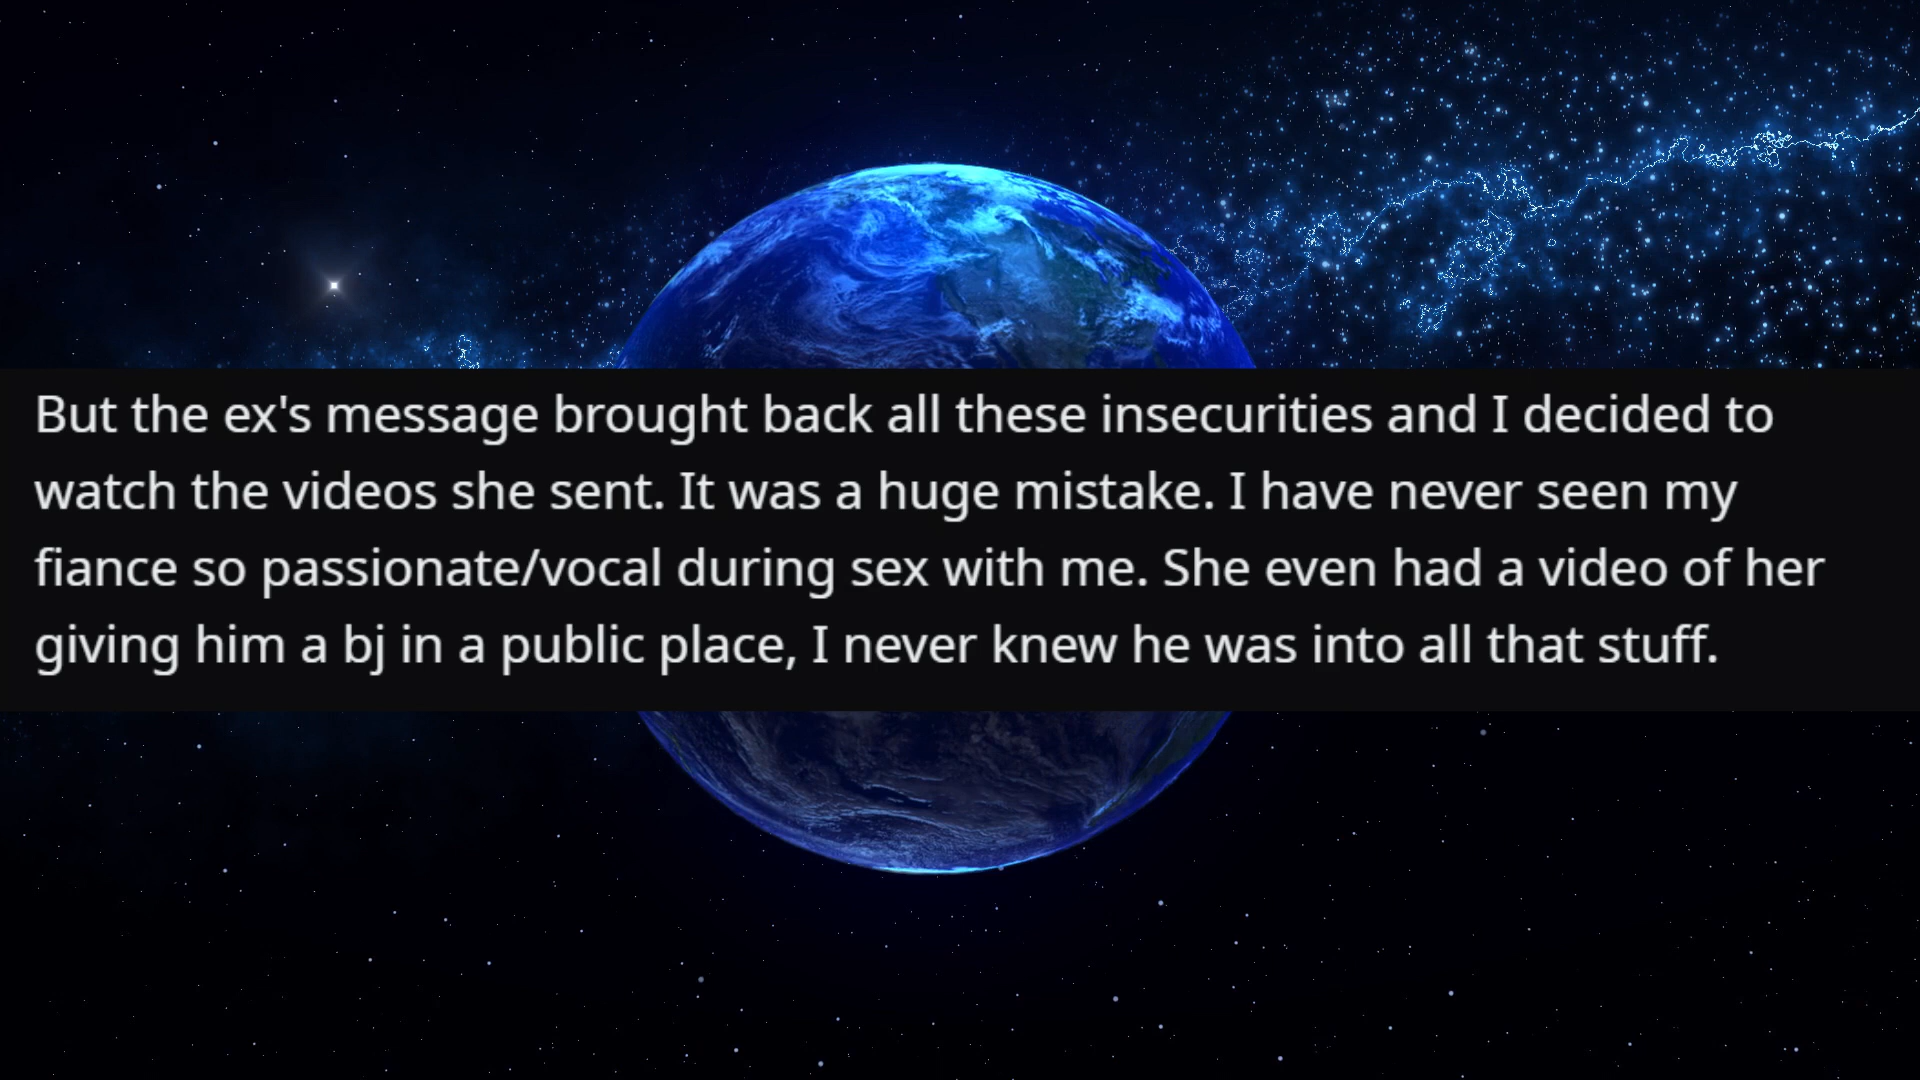 But the ex's message brought back all these insecurities and I decided to
watch the videos she sent. It was a huge mistake. I have never seen my
fiance so passionate/vocal during sex with me. She even had a video of her
giving him a bj in a public place, I never knew he was into all that stuff.